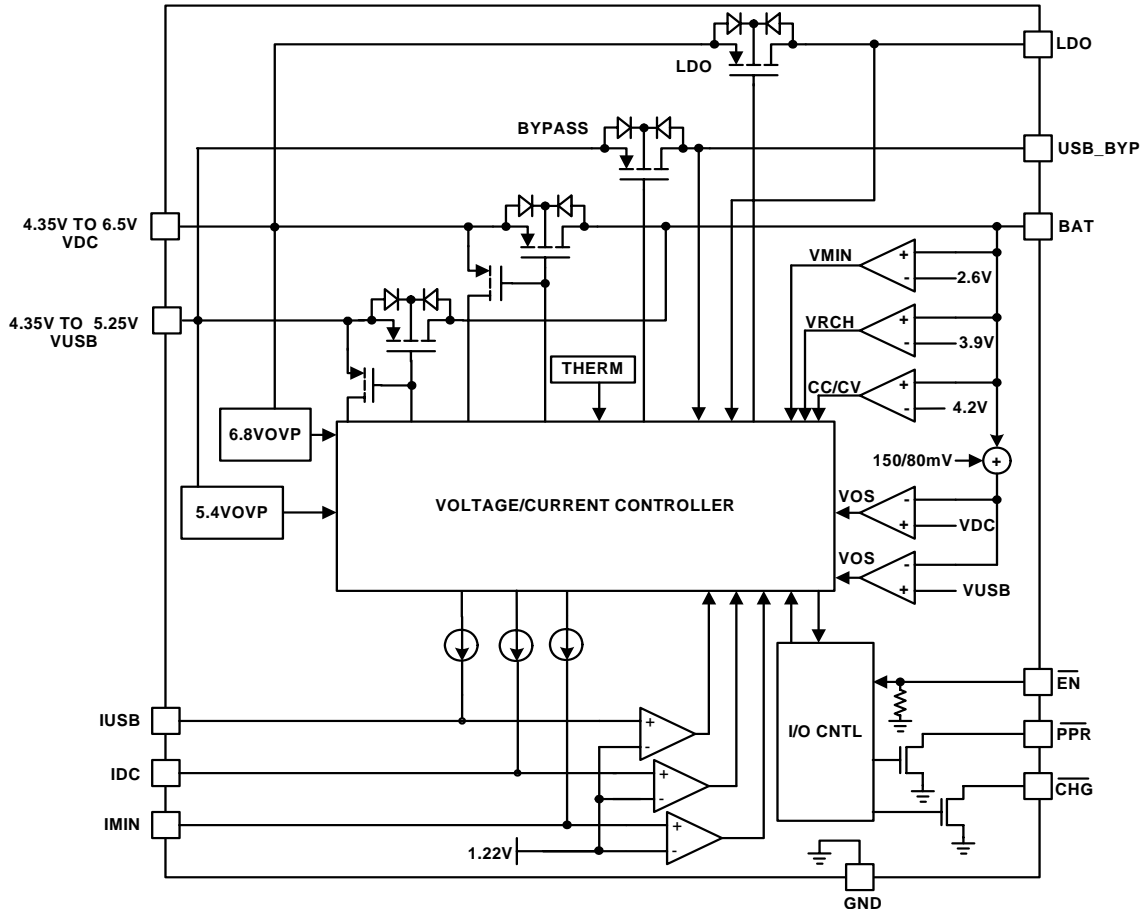 LDO
LDO
BYPASS
USB_BYP
4.35V TO 6.5V
VDC
BAT
VMIN
+
-
2.6V
4.35V TO 5.25V
VUSB
VRCH
+
-
3.9V
THERM
CC/CV
+
-
4.2V
6.8VOVP
150/80mV
+
5.4VOVP
VOLTAGE/CURRENT CONTROLLER
VOS
-
+
VDC
VOS
-
+
VUSB
EN
IUSB
+
-
I/O CNTL
PPR
IDC
+
-
CHG
IMIN
+
-
1.22V
GND